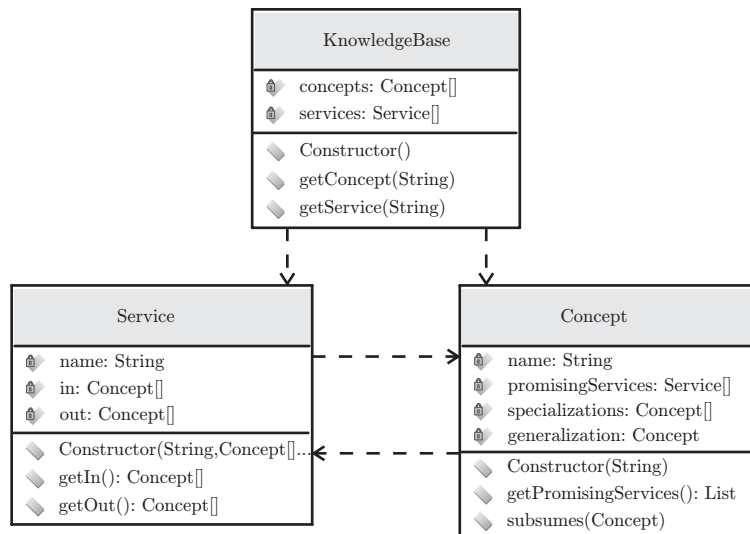 KnowledgeBase
concepts: Concept[]
services: Service[]
Constructor()
getConcept(String)
getService(String)
Service
name: String
in: Concept[]
out: Concept[]
Constructor(String,Concept[]...
getIn(): Concept[]
getOut(): Concept[]
Concept
name: String
promisingServices: Service[]
specializations: Concept[]
generalization: Concept
Constructor(String)
getPromisingServices(): List
subsumes(Concept)